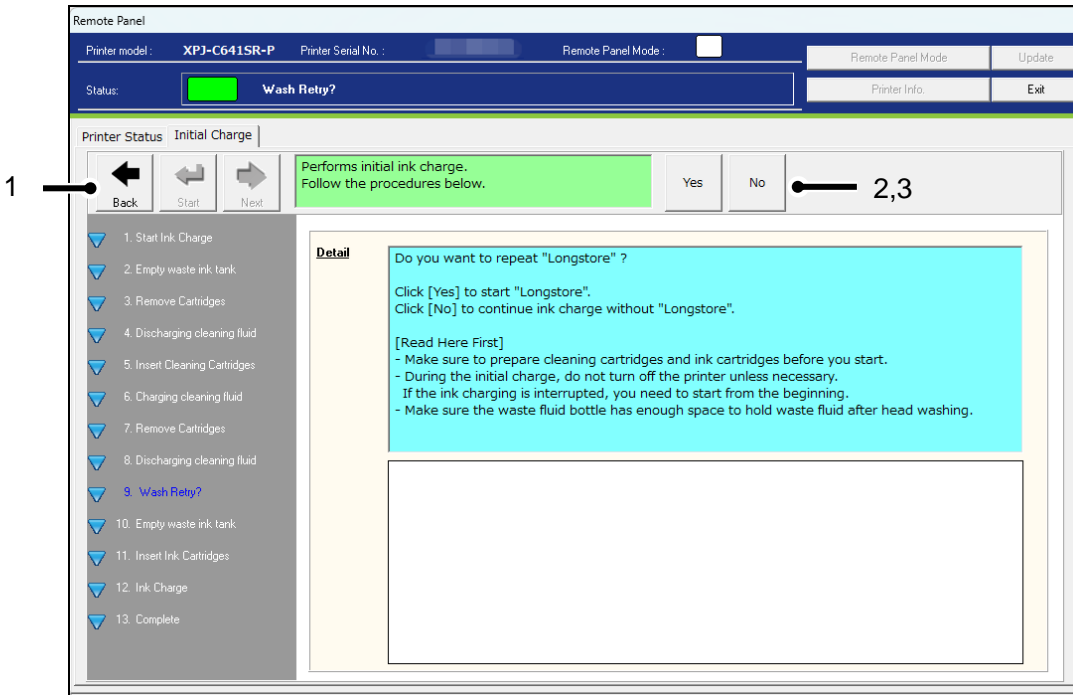 Remote Panel
Printer model : XPJ-C641SR-P Printer Serial No. : Remote Panel Mode :
Remote Panel Mode Update
Status: Wash Retry? Printer Info. Exit
Printer Status Initial Charge
1
Back Start Next
Performs initial ink charge.
Follow the procedures below.
Yes No
2,3
1. Start Ink Charge
2. Empty waste ink tank
3. Remove Cartridges
4. Discharging cleaning fluid
5. Insert Cleaning Cartridges
6. Charging cleaning fluid
7. Remove Cartridges
8. Discharging cleaning fluid
9. Wash Retry?
10. Empty waste ink tank
11. Insert Ink Cartridges
12. Ink Charge
13. Complete
Detail
Do you want to repeat "Longstore" ?
Click [Yes] to start "Longstore".
Click [No] to continue ink charge without "Longstore".
[Read Here First]
- Make sure to prepare cleaning cartridges and ink cartridges before you start.
- During the initial charge, do not turn off the printer unless necessary.
If the ink charging is interrupted, you need to start from the beginning.
- Make sure the waste fluid bottle has enough space to hold waste fluid after head washing.